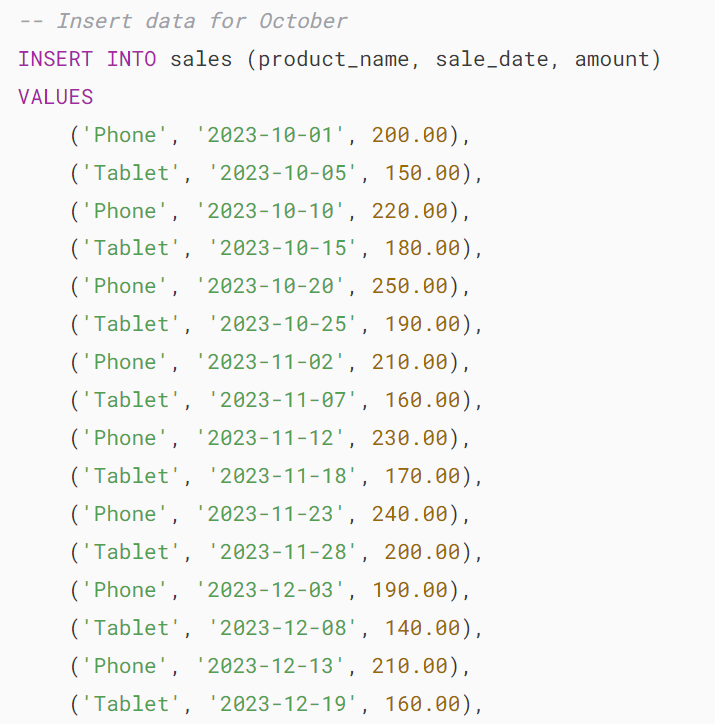 -- Insert data for October
INSERT INTO sales (product_name, sale_date, amount)
VALUES
    ('Phone', '2023-10-01', 200.00),
    ('Tablet', '2023-10-05', 150.00),
    ('Phone', '2023-10-10', 220.00),
    ('Tablet', '2023-10-15', 180.00),
    ('Phone', '2023-10-20', 250.00),
    ('Tablet', '2023-10-25', 190.00),
    ('Phone', '2023-11-02', 210.00),
    ('Tablet', '2023-11-07', 160.00),
    ('Phone', '2023-11-12', 230.00),
    ('Tablet', '2023-11-18', 170.00),
    ('Phone', '2023-11-23', 240.00),
    ('Tablet', '2023-11-28', 200.00),
    ('Phone', '2023-12-03', 190.00),
    ('Tablet', '2023-12-08', 140.00),
    ('Phone', '2023-12-13', 210.00),
    ('Tablet', '2023-12-19', 160.00),